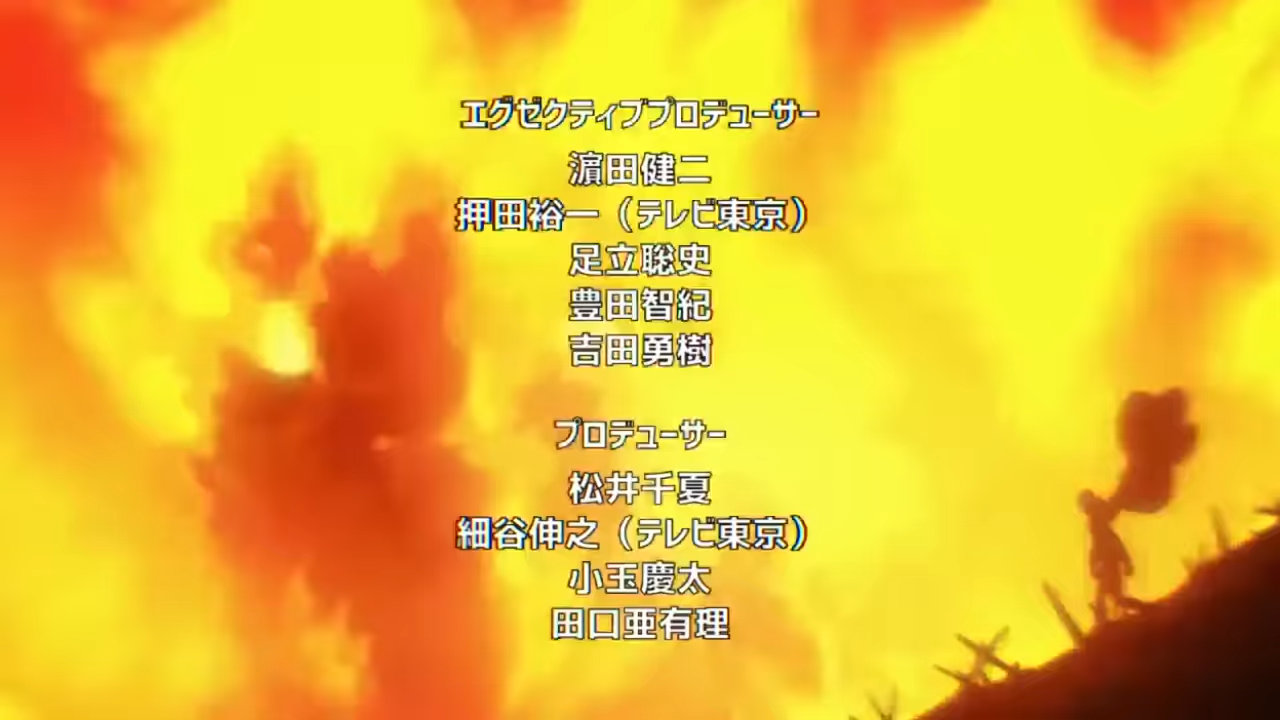 エグゼクティブプロデューサー
濵田健二
押田裕一（テレビ東京）
足立聡史
豊田智紀
吉田勇樹
プロデューサー
松井千夏
細谷伸之（テレビ東京）
小玉慶太
田口亜有理